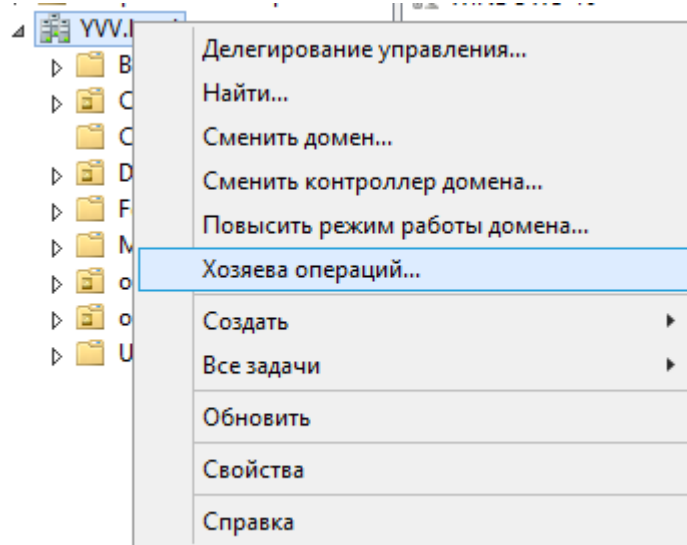 YVV.
B
C
C
D
F
M
o
o
U
Делегирование управления...
Найти...
Сменить домен...
Сменить контроллер домена...
Повысить режим работы домена...
Хозяева операций...
Создать
Все задачи
Обновить
Свойства
Справка